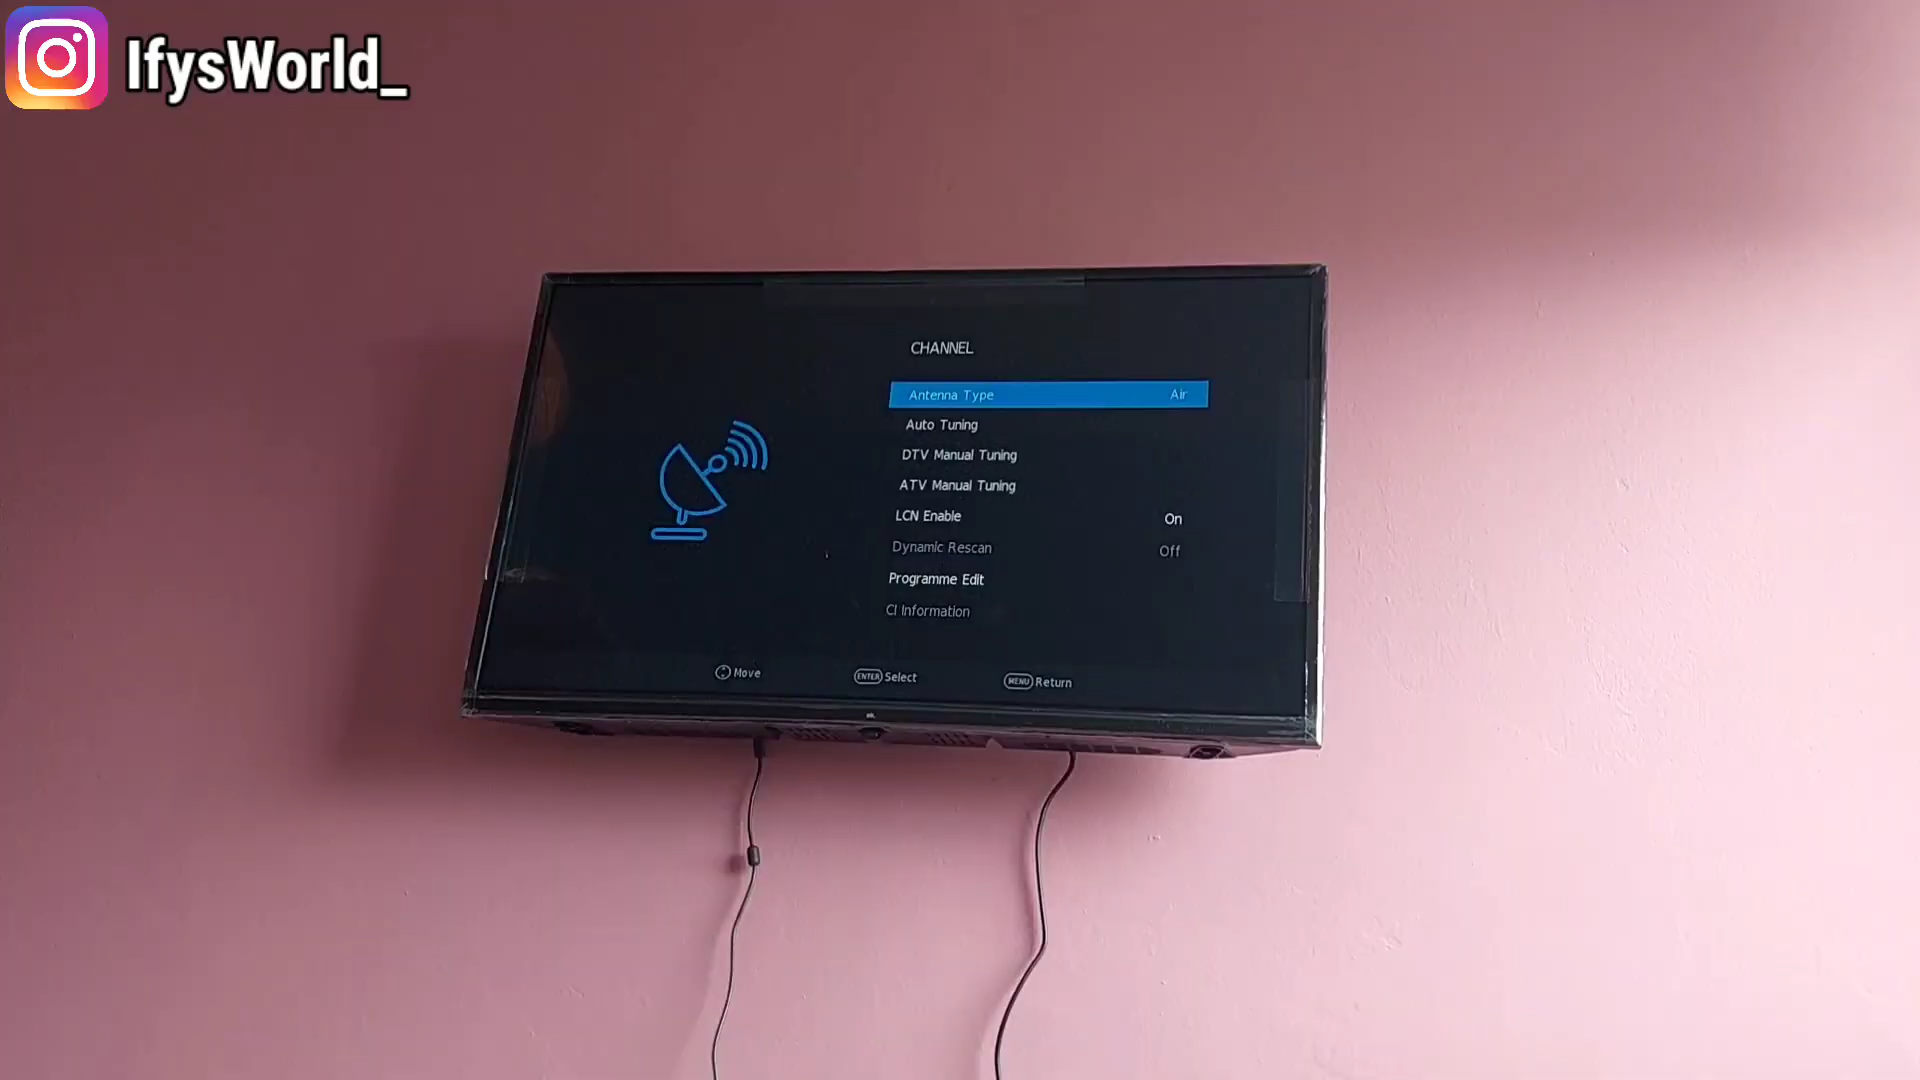 IfysWorld_
CHANNEL
Antenna Type Air
Auto Tuning
DTV Manual Tuning
ATV Manual Tuning
LCN Enable On
Dynamic Rescan Off
Programme Edit
CI Information
Move ENTER Select MENU Return